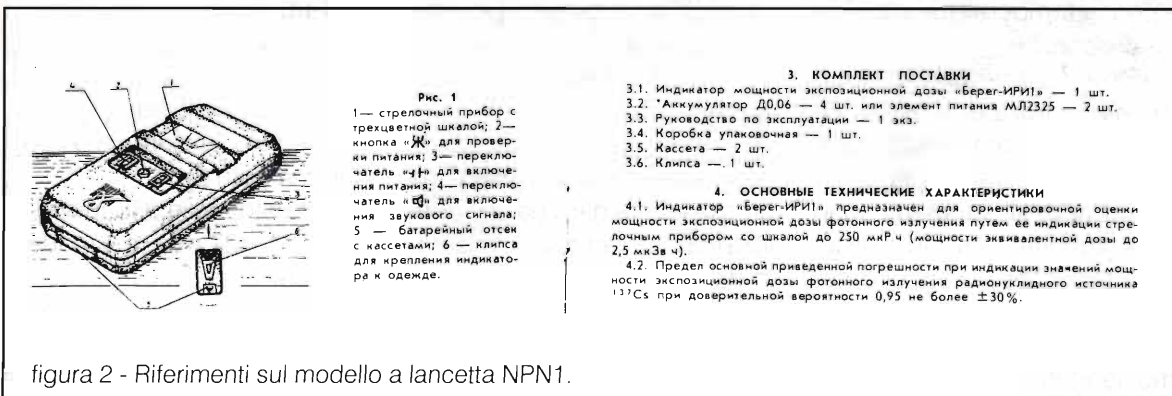 Рис. 1
1— стрелочный прибор с
трехцветной шкалой; 2—
кнопка «Ж» для провер-
ки питания; 3— переклю-
чатель «⊣⊢» для включе-
ния питания; 4— переклю-
чатель « » для включе-
ния звукового сигнала;
5 — батарейный отсек
с кассетами; 6 — клипса
для крепления индикато-
ра к одежде.
4 2 1
3
6
5
3. КОМПЛЕКТ ПОСТАВКИ
3.1. Индикатор мощности экспозиционной дозы «Берег-ИРИ1» — 1 шт.
3.2. *Аккумулятор Д0,06 — 4 шт. или элемент питания МЛ2325 — 2 шт.
3.3. Руководство по эксплуатации — 1 экз.
3.4. Коробка упаковочная — 1 шт.
3.5. Кассета — 2 шт.
3.6. Клипса — 1 шт.
4. ОСНОВНЫЕ ТЕХНИЧЕСКИЕ ХАРАКТЕРИСТИКИ
4.1. Индикатор «Берег-ИРИ1» предназначен для ориентировочной оценки
мощности экспозиционной дозы фотонного излучения путем ее индикации стре-
лочным прибором со шкалой до 250 мкР ч (мощности эквивалентной дозы до
2,5 мкЗв ч).
4.2. Предел основной приведенной погрешности при индикации значений мощ-
ности экспозиционной дозы фотонного излучения радионуклидного источника
¹³⁷Cs при доверительной вероятности 0,95 не более ±30%.
figura 2 - Riferimenti sul modello a lancetta NPN1.